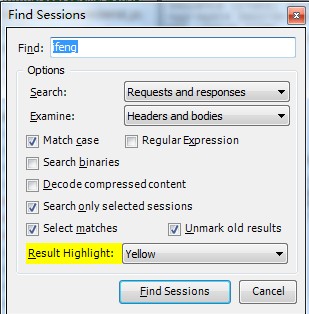 Find Sessions
Find: ifeng
Options
Search: Requests and responses
Examine: Headers and bodies
Match case Regular Expression
Search binaries
Decode compressed content
Search only selected sessions
Select matches Unmark old results
Result Highlight: Yellow
Find Sessions Cancel